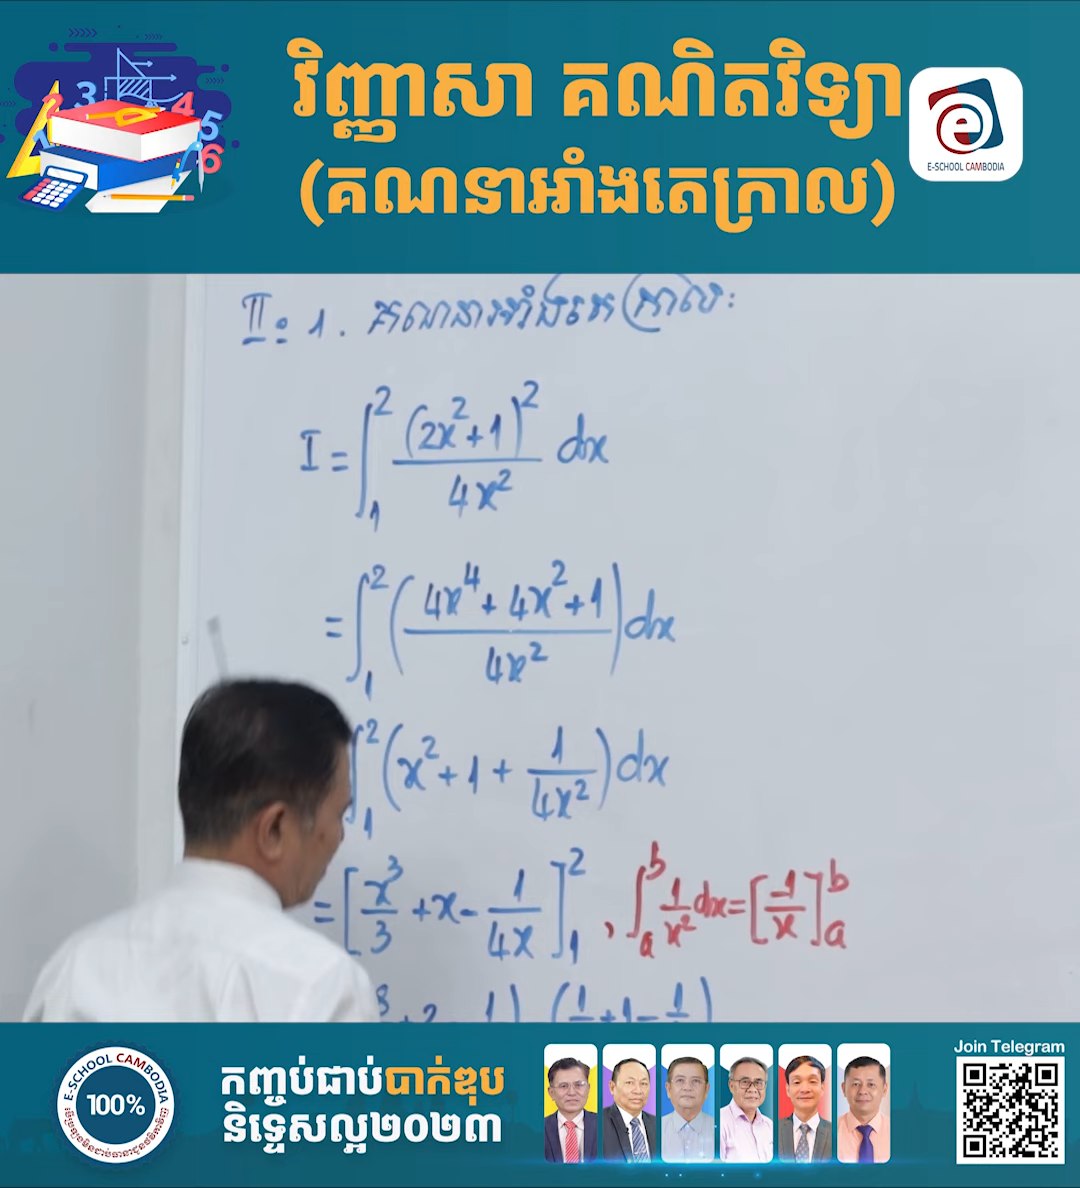 វិញ្ញាសា គណិតវិទ្យា
(គណនាអាំងតេក្រាល)
E-SCHOOL CAMBODIA
II: 1. គណនាអាំងតេក្រាល:
I = ∫₁² (2x²+1)² / 4x² dx
= ∫₁² ( (4x⁴ + 4x² + 1) / 4x² ) dx
∫₁² ( x² + 1 + 1/4x² ) dx
= [ x³/3 + x - 1/4x ]₁² , ∫ₐᵇ 1/x² dx = [ -1/x ]ₐᵇ
E-SCHOOL CAMBODIA
100%
កញ្ចប់ជាប់បាក់ឌុប
និទ្ទេសល្អ២០២៣
Join Telegram